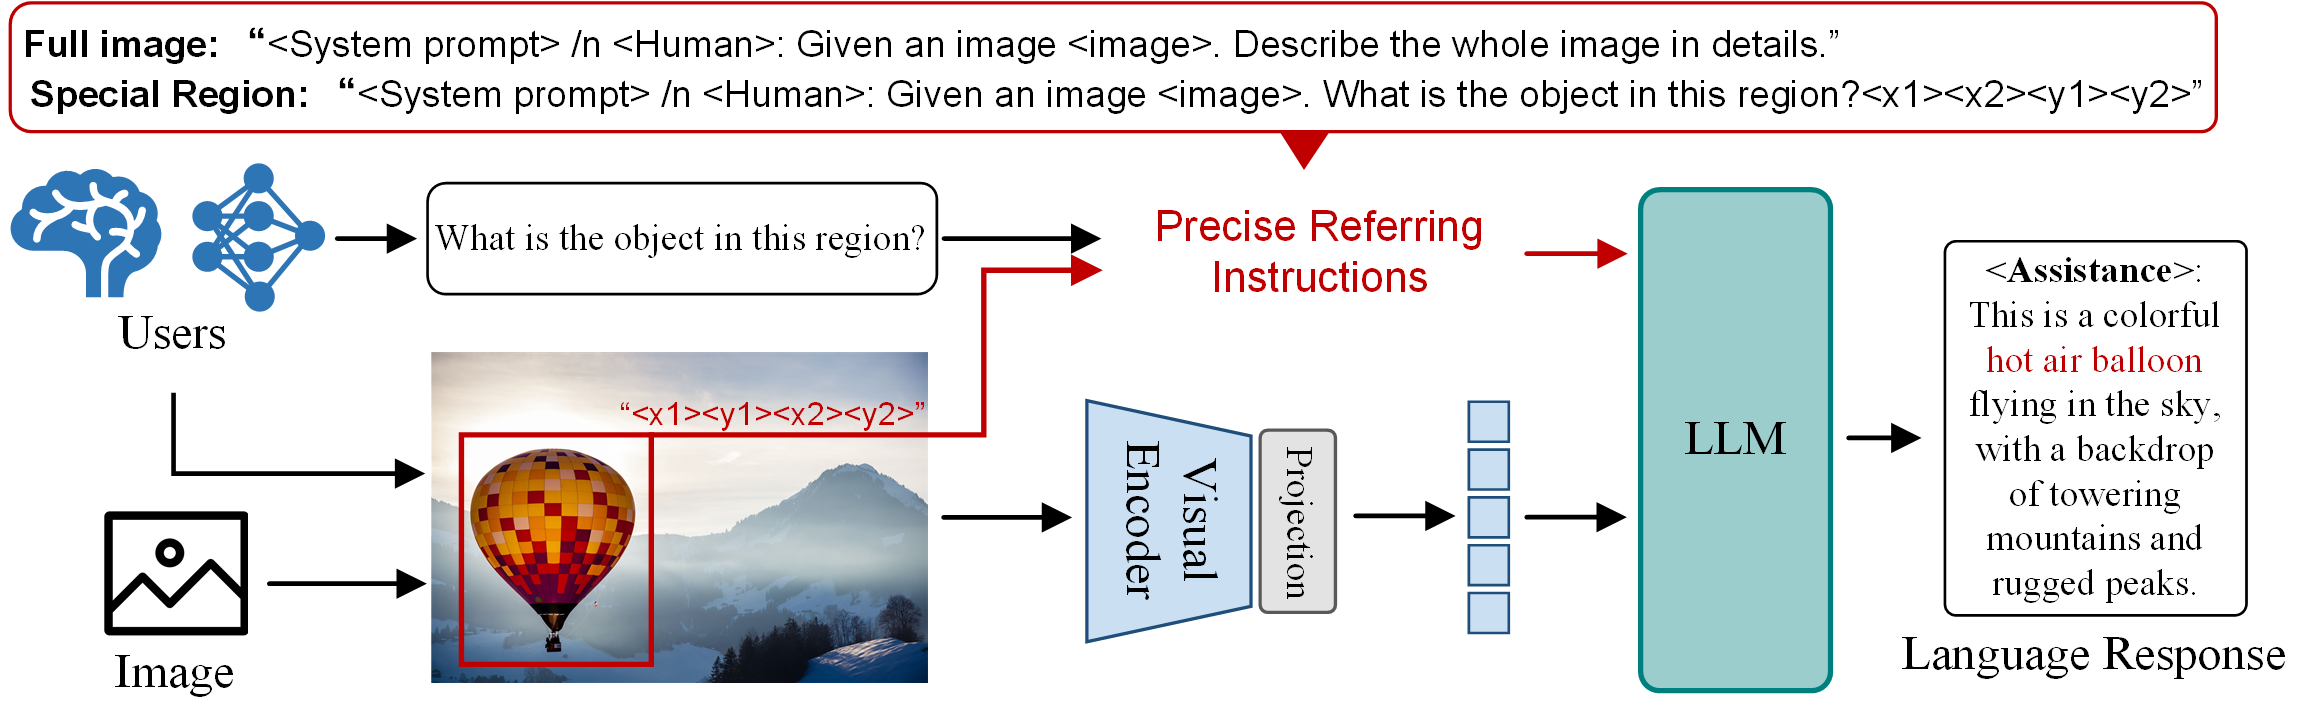 Full image: “<System prompt> /n <Human>: Given an image <image>. Describe the whole image in details.”
Special Region: “<System prompt> /n <Human>: Given an image <image>. What is the object in this region?<x1><x2><y1><y2>”
Users
What is the object in this region?
Precise Referring
Instructions
“<x1><y1><x2><y2>”
Image
Visual
Encoder
Projection
LLM
<Assistance>:
This is a colorful
hot air balloon
flying in the sky,
with a backdrop
of towering
mountains and
rugged peaks.
Language Response